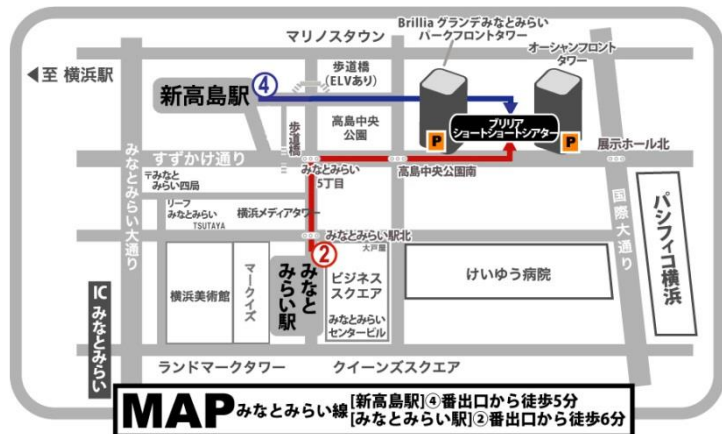 Brillia グランデみなとみらい
パークフロントタワー
マリノスタウン
オーシャンフロント
タワー
◀至 横浜駅
歩道橋
(ELVあり)
④
新高島駅
高島中央
公園
ブリリア
ショートショートシアター
P
P
歩道橋
展示ホール北
すずかけ通り
みなとみらい
5丁目
高島中央公園南
みなとみらい大通り
〒みなと
みらい四局
リーフ
みなとみらい
TSUTAYA
横浜メディアタワー
みなとみらい駅北
大戸屋
国際大通り
パシフィコ横浜
②
みなと
みらい駅
横浜美術館
マークイズ
ビジネス
スクエア
みなとみらい
センタービル
けいゆう病院
IC みなとみらい
ランドマークタワー
クイーンズスクエア
MAP みなとみらい線 [新高島駅]④番出口から徒歩5分
[みなとみらい駅]②番出口から徒歩6分